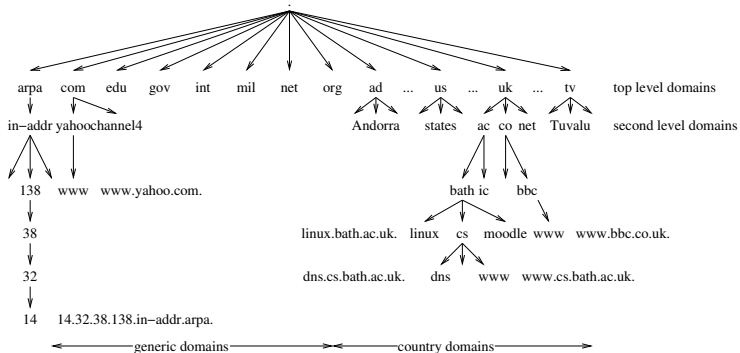 .
arpa com edu gov int mil net org ad ... us ... uk ... tv top level domains
in−addr yahoo channel4 Andorra states ac co net Tuvalu second level domains
138 www www.yahoo.com. bath ic bbc
38 linux.bath.ac.uk. linux cs moodle www www.bbc.co.uk.
32 dns.cs.bath.ac.uk. dns www www.cs.bath.ac.uk.
14 14.32.38.138.in−addr.arpa.
generic domains country domains